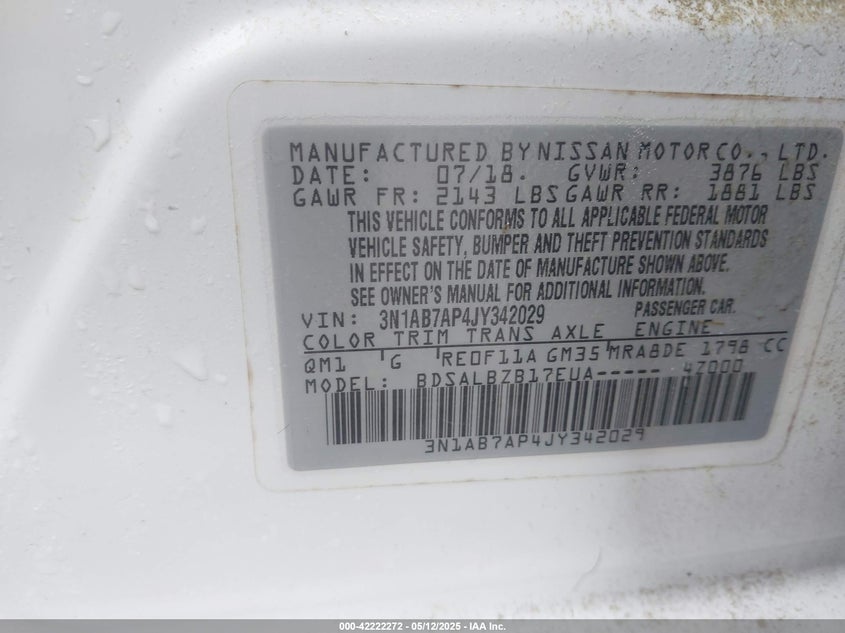 MANUFACTURED BY NISSAN MOTOR CO., LTD.
DATE: 07/18. GVWR: 3876 LBS
GAWR FR: 2143 LBS GAWR RR: 1881 LBS
THIS VEHICLE CONFORMS TO ALL APPLICABLE FEDERAL MOTOR
VEHICLE SAFETY, BUMPER AND THEFT PREVENTION STANDARDS
IN EFFECT ON THE DATE OF MANUFACTURE SHOWN ABOVE.
SEE OWNER'S MANUAL FOR ADDITIONAL INFORMATION.
VIN: 3N1AB7AP4JY342029 PASSENGER CAR.
COLOR TRIM TRANS AXLE ENGINE
QM1 G RE0F11A GM35 MRA8DE 1798 CC
MODEL: BDSALBZB17EUA----- 47000
3N1AB7AP4JY342029
000-42222272 - 05/12/2025 - IAA Inc.